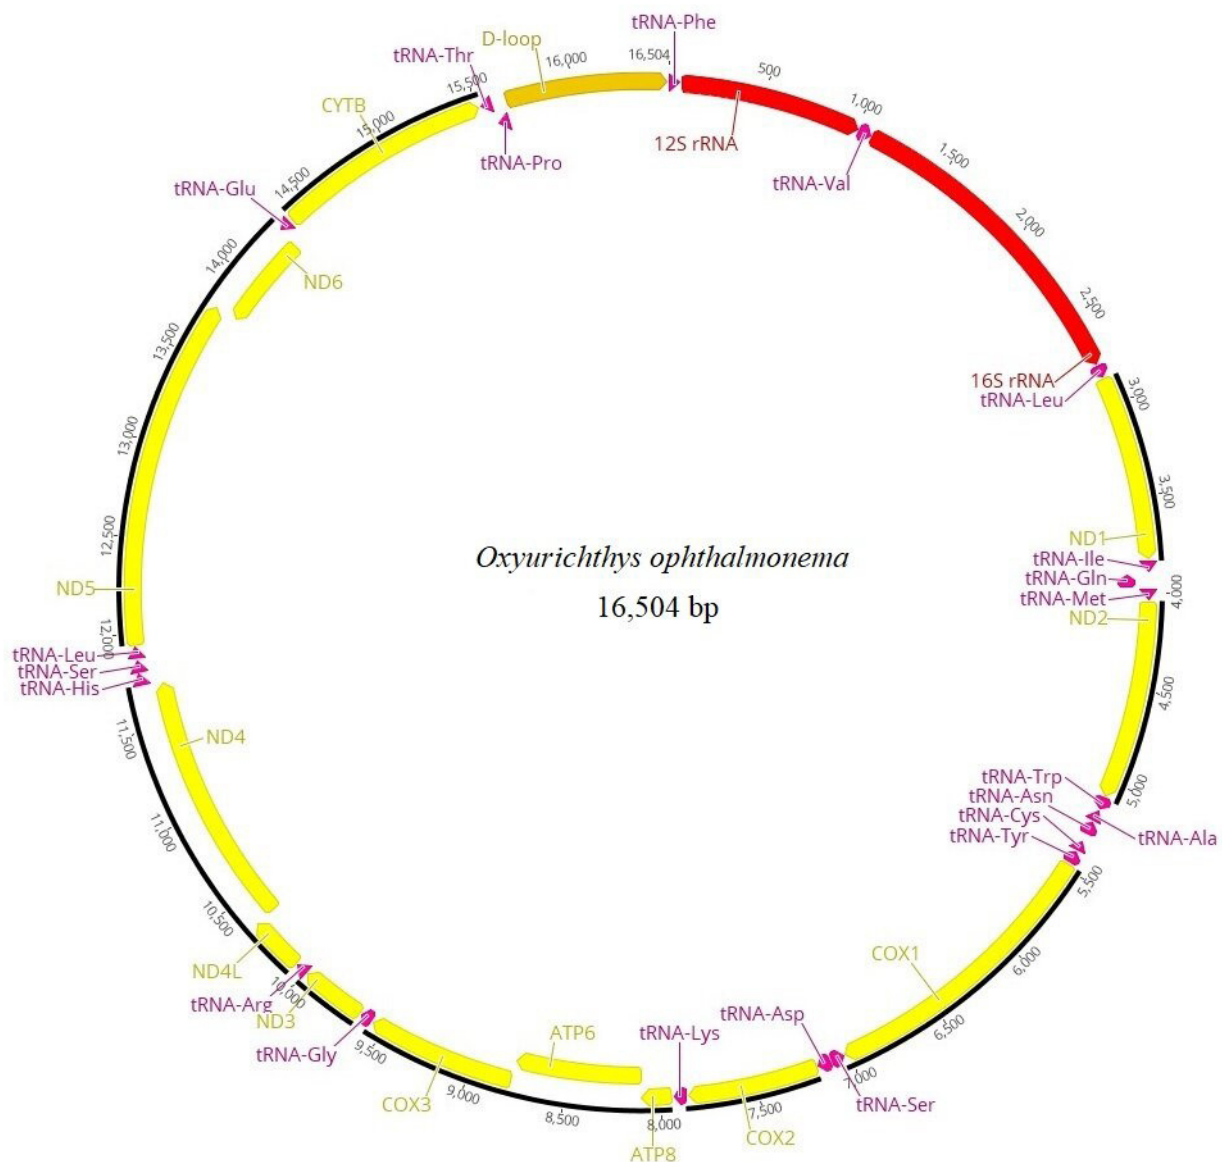 tRNA-Phe
D-loop
16,504
16,000
tRNA-Thr
15,500
500
CYTB
15,000
1,000
12S rRNA
tRNA-Pro
tRNA-Val
1,500
tRNA-Glu
14,500
2,000
14,000
ND6
2,500
13,500
16S rRNA
tRNA-Leu
3,000
13,000
3,500
12,500
ND1
Oxyurichthys ophthalmonema
16,504 bp
tRNA-Ile
tRNA-Gln
tRNA-Met
4,000
ND2
ND5
12,000
tRNA-Leu
tRNA-Ser
tRNA-His
4,500
11,500
ND4
tRNA-Trp
5,000
tRNA-Asn
tRNA-Cys
tRNA-Tyr
tRNA-Ala
11,000
5,500
10,500
COX1
6,000
ND4L
10,000
tRNA-Arg
ND3
6,500
tRNA-Gly
9,500
ATP6
tRNA-Lys
tRNA-Asp
7,000
COX3
9,000
tRNA-Ser
8,500
8,000
7,500
COX2
ATP8